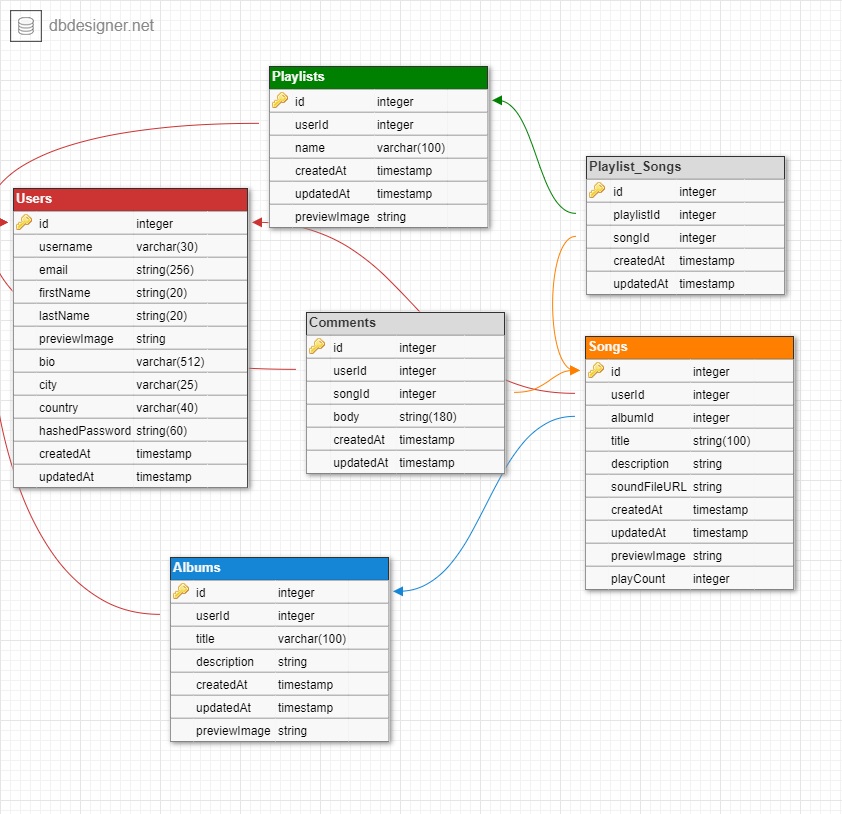 dbdesigner.net
Playlists
id integer
userId integer
name varchar(100)
createdAt timestamp
updatedAt timestamp
previewImage string
Playlist_Songs
id integer
playlistId integer
songId integer
createdAt timestamp
updatedAt timestamp
Users
id integer
username varchar(30)
email string(256)
firstName string(20)
lastName string(20)
previewImage string
bio varchar(512)
city varchar(25)
country varchar(40)
hashedPassword string(60)
createdAt timestamp
updatedAt timestamp
Comments
id integer
userId integer
songId integer
body string(180)
createdAt timestamp
updatedAt timestamp
Songs
id integer
userId integer
albumId integer
title string(100)
description string
soundFileURL string
createdAt timestamp
updatedAt timestamp
previewImage string
playCount integer
Albums
id integer
userId integer
title varchar(100)
description string
createdAt timestamp
updatedAt timestamp
previewImage string